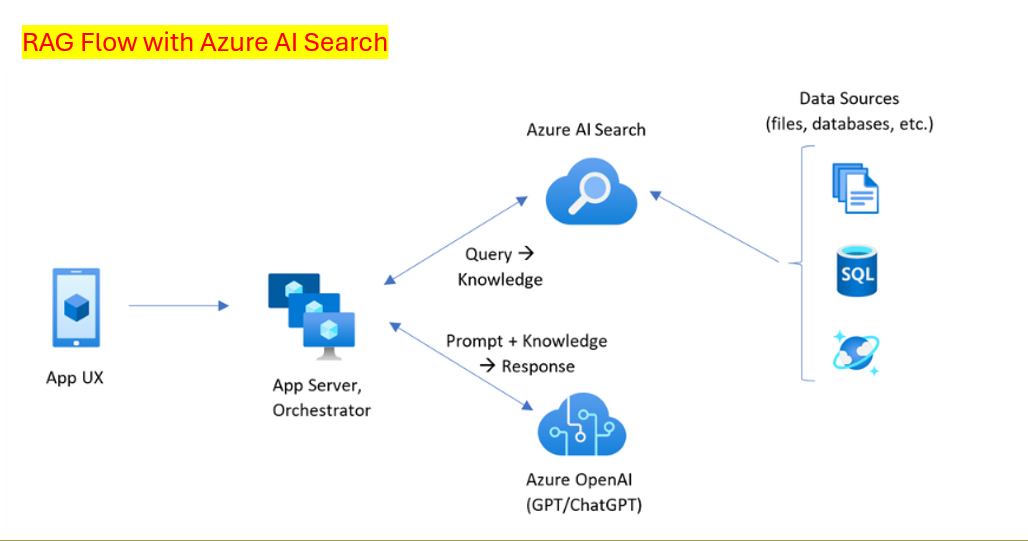 RAG Flow with Azure AI Search
Data Sources
(files, databases, etc.)
Azure AI Search
Query →
Knowledge
SQL
Prompt + Knowledge
→ Response
App UX
App Server,
Orchestrator
Azure OpenAI
(GPT/ChatGPT)